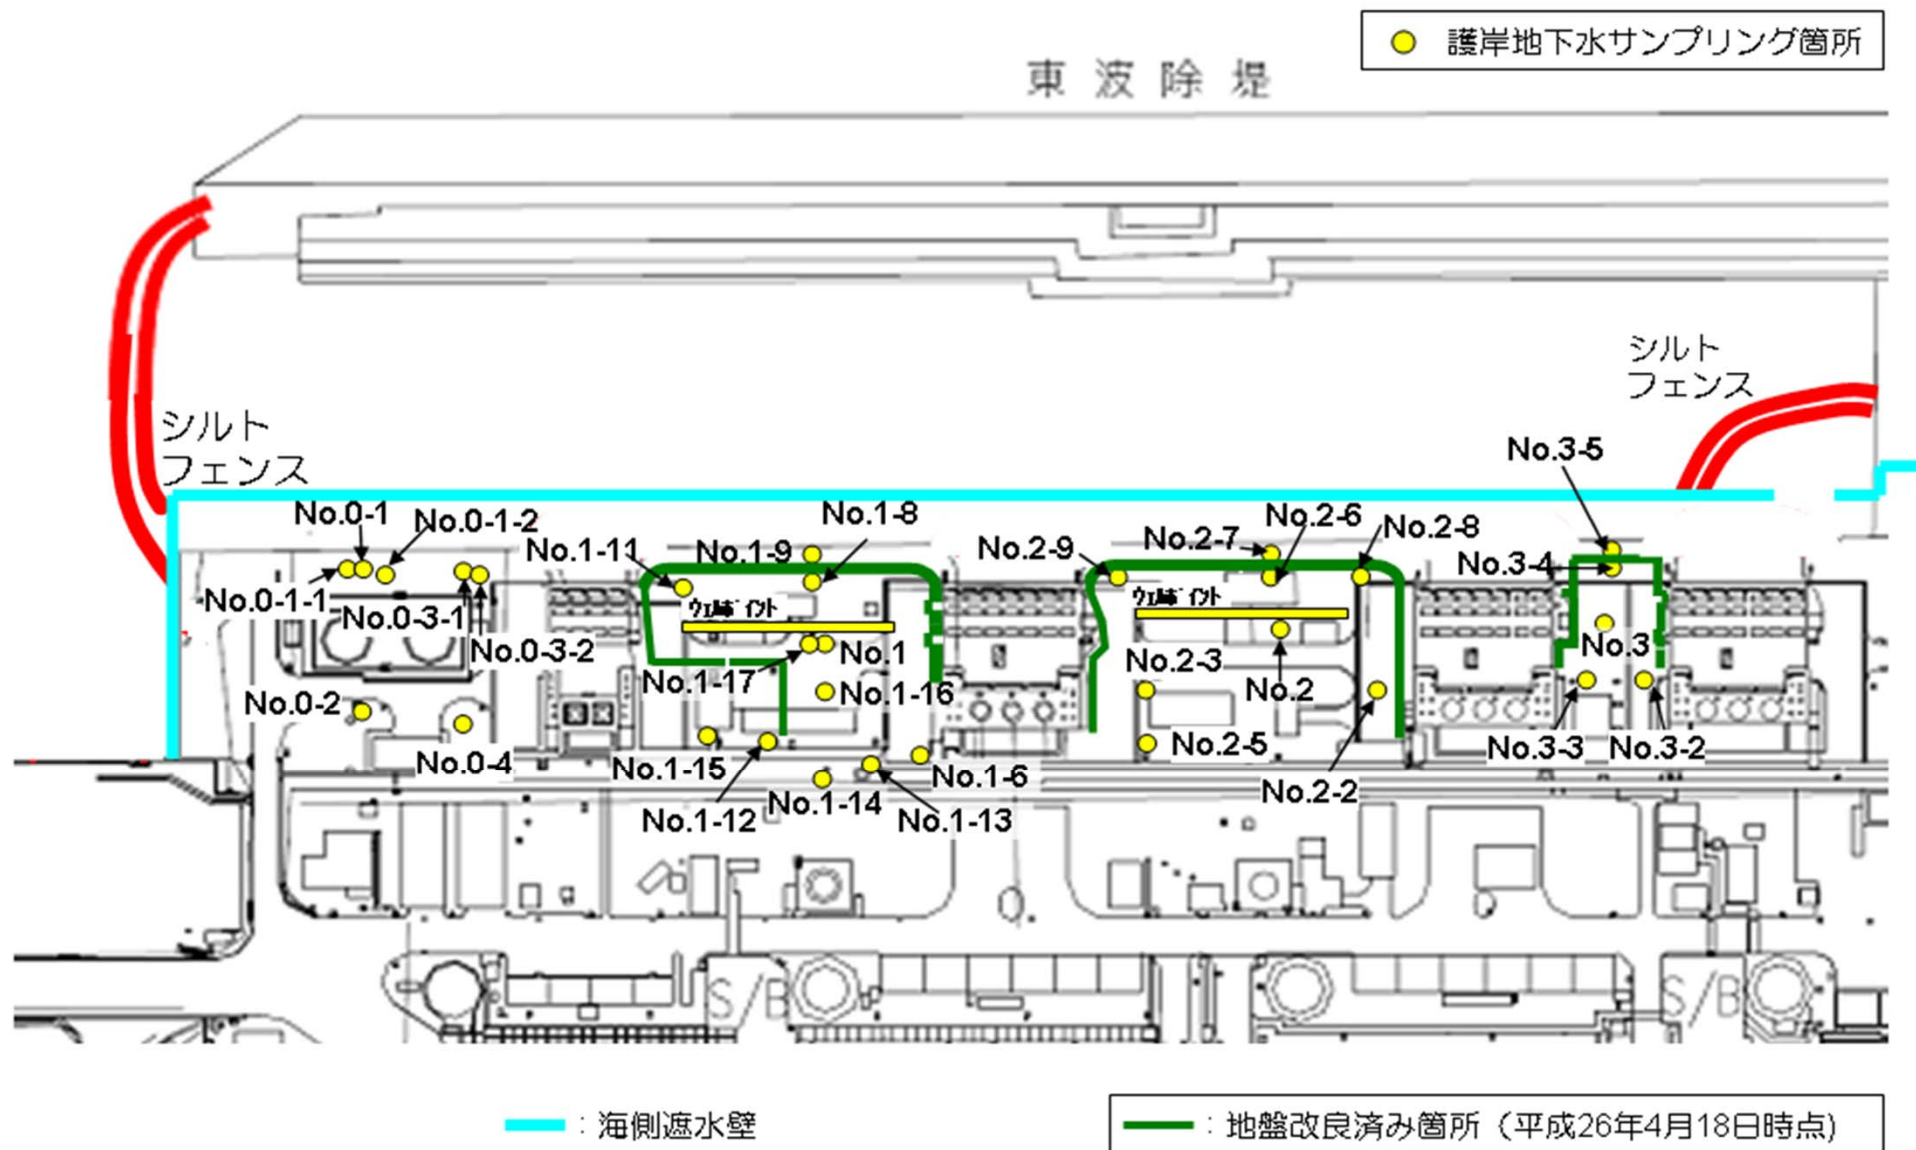 護岸地下水サンプリング箇所
東波除堤
シルト
フェンス
シルト
フェンス
No.3-5
No.0-1
No.0-1-2
No.1-8
No.2-6
No.2-8
No.1-11
No.1-9
No.2-9
No.2-7
No.3-4
No.0-1-1
No.0-3-1
ｳｪﾙﾎﾟｲﾝﾄ
ｳｪﾙﾎﾟｲﾝﾄ
No.0-3-2
No.1
No.3
No.1-17
No.2-3
No.1-16
No.2
No.0-2
No.2-5
No.3-3
No.3-2
No.0-4
No.1-15
No.1-6
No.2-2
No.1-14
No.1-12
No.1-13
S/B
S/B
：海側遮水壁
：地盤改良済み箇所（平成26年4月18日時点)